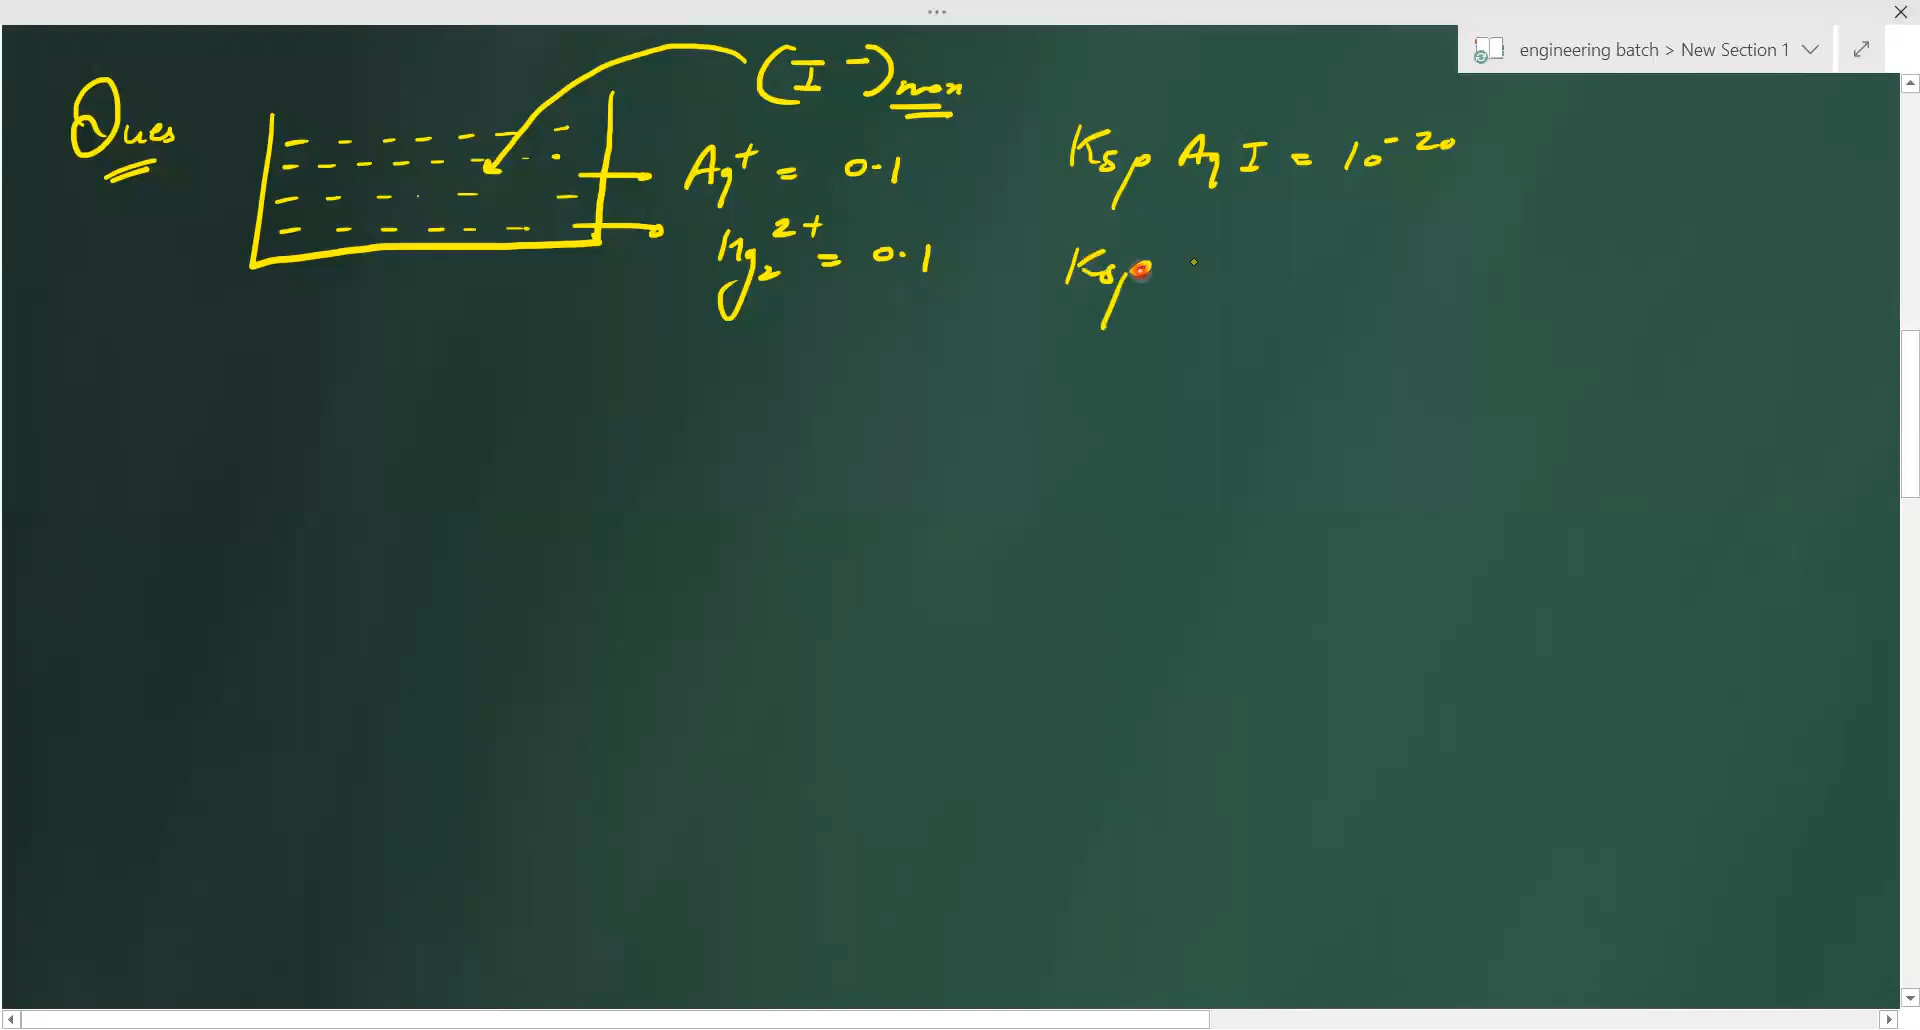 engineering batch > New Section 1
Ques
(I⁻)max
Ag⁺ = 0.1
Hg₂²⁺ = 0.1
Ksp AgI = 10⁻²⁰
Ksp